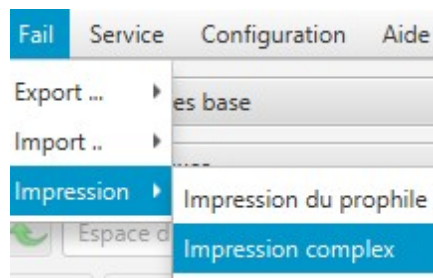 Fail Service Configuration Aide
Export ...
es base
Import ..
Impression
Impression du prophile
Espace d
Impression complex